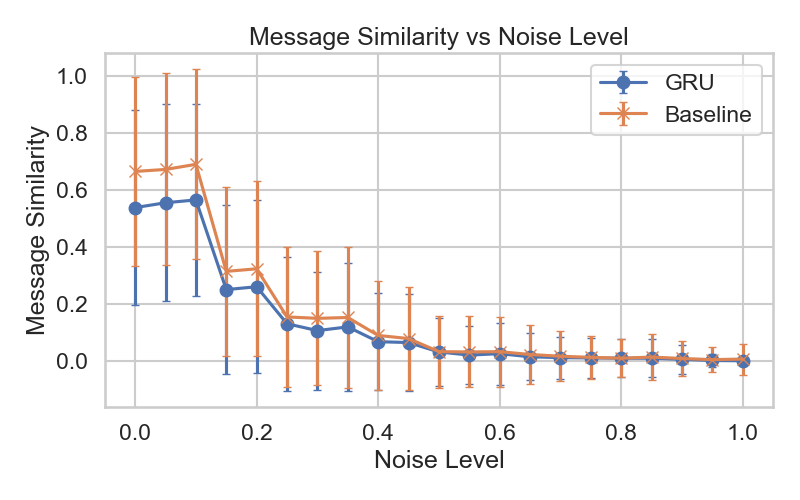 Message Similarity vs Noise Level
GRU
Baseline
Message Similarity
1.0
0.8
0.6
0.4
0.2
0.0
0.0 0.2 0.4 0.6 0.8 1.0
Noise Level